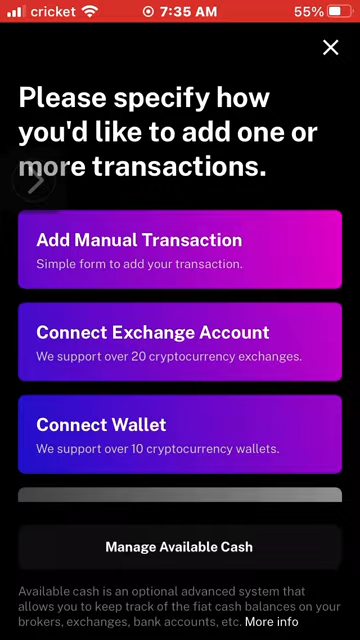 cricket 7:35 AM 55%
Please specify how
you'd like to add one or
more transactions.
Add Manual Transaction
Simple form to add your transaction.
Connect Exchange Account
We support over 20 cryptocurrency exchanges.
Connect Wallet
We support over 10 cryptocurrency wallets.
Manage Available Cash
Available cash is an optional advanced system that
allows you to keep track of the fiat cash balances on your
brokers, exchanges, bank accounts, etc. More info